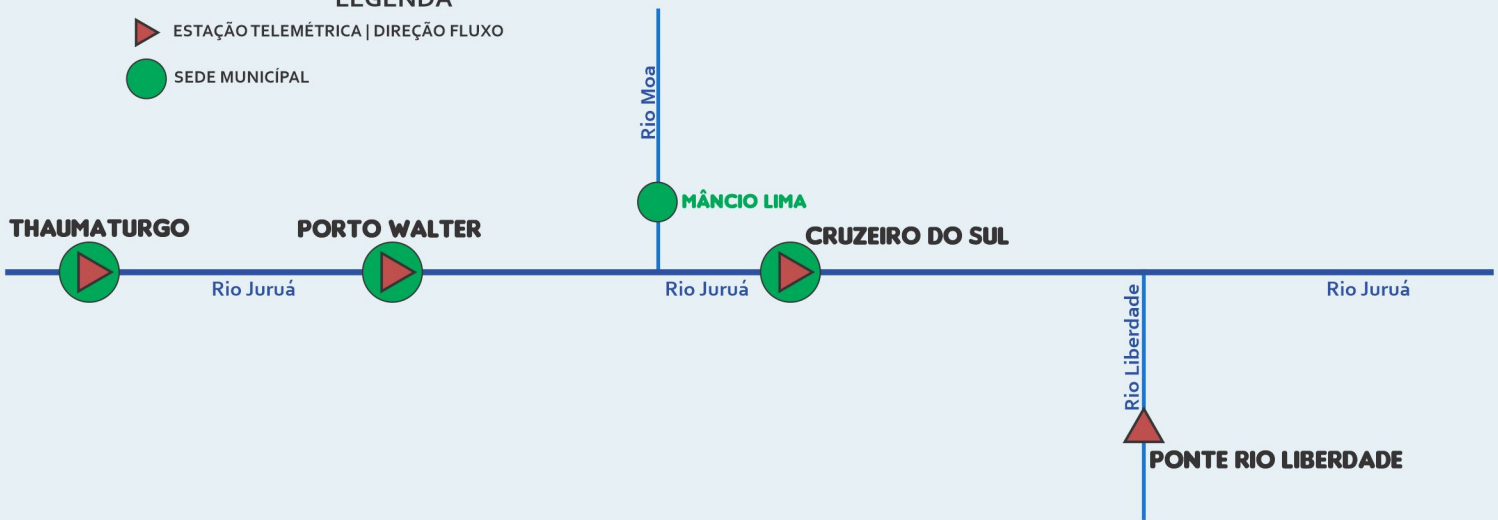 LEGENDA
ESTAÇÃO TELEMÉTRICA | DIREÇÃO FLUXO
SEDE MUNICÍPAL
Rio Moa
MÂNCIO LIMA
THAUMATURGO
PORTO WALTER
CRUZEIRO DO SUL
Rio Juruá
Rio Juruá
Rio Juruá
Rio Liberdade
PONTE RIO LIBERDADE